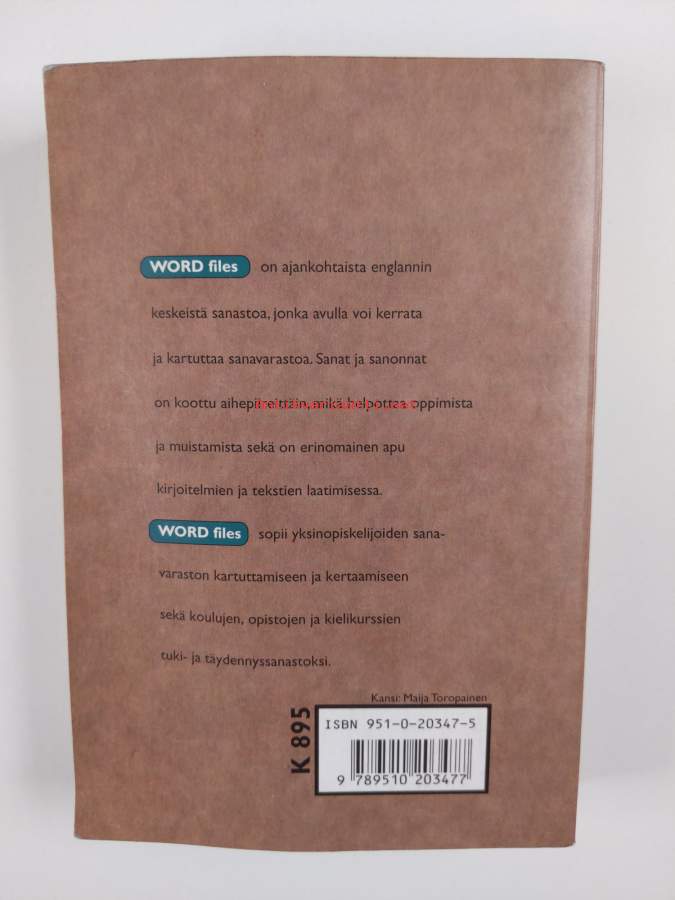 WORD files on ajankohtaista englannin
keskeistä sanastoa, jonka avulla voi kerrata
ja kartuttaa sanavarastoa. Sanat ja sanonnat
on koottu aihepiireittäin, mikä helpottaa oppimista
ja muistamista sekä on erinomainen apu
kirjoitelmien ja tekstien laatimisessa.
WORD files sopii yksinopiskelijoiden sana-
varaston kartuttamiseen ja kertaamiseen
sekä koulujen, opistojen ja kielikurssien
tuki- ja täydennyssanastoksi.
Kansi: Maija Toropainen
K 895
ISBN 951-0-20347-5
9 789510 203477